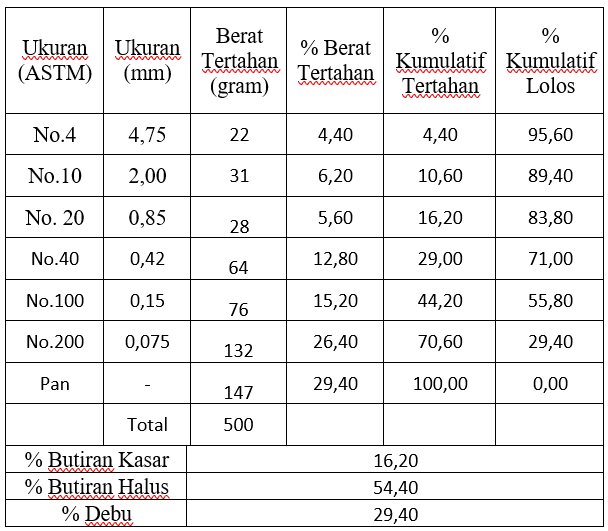 Ukuran (ASTM) Ukuran (mm) Berat Tertahan (gram) % Berat Tertahan % Kumulatif Tertahan % Kumulatif Lolos
No.4 4,75 22 4,40 4,40 95,60
No.10 2,00 31 6,20 10,60 89,40
No. 20 0,85 28 5,60 16,20 83,80
No.40 0,42 64 12,80 29,00 71,00
No.100 0,15 76 15,20 44,20 55,80
No.200 0,075 132 26,40 70,60 29,40
Pan - 147 29,40 100,00 0,00
Total 500
% Butiran Kasar 16,20
% Butiran Halus 54,40
% Debu 29,40